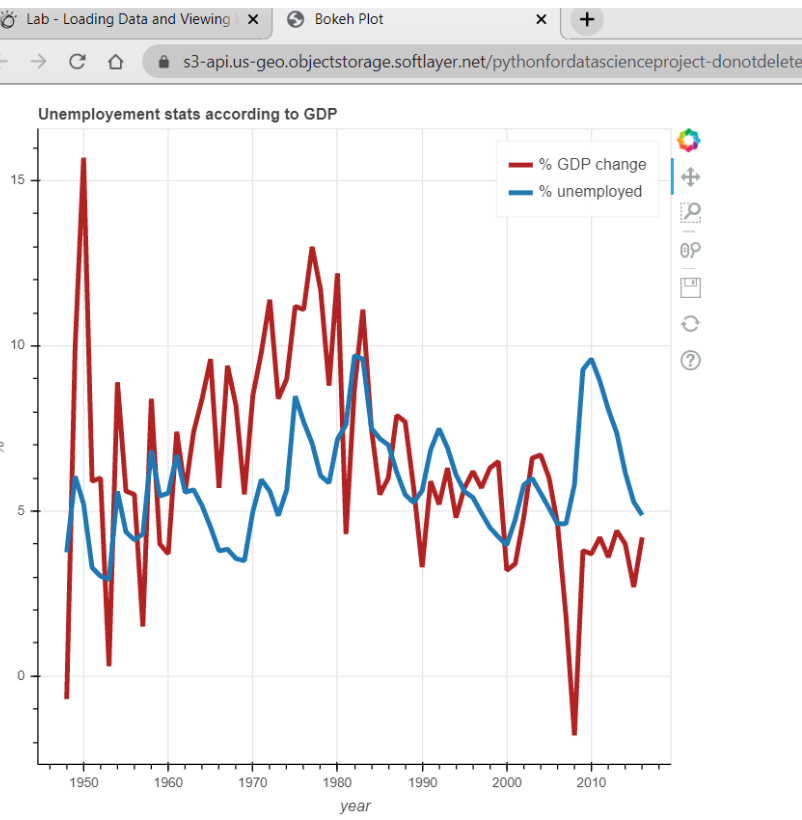 Lab - Loading Data and Viewing
Bokeh Plot
s3-api.us-geo.objectstorage.softlayer.net/pythonfordatascienceproject-donotdelete
Unemployement stats according to GDP
% GDP change
% unemployed
15
10
5
0
%
1950 1960 1970 1980 1990 2000 2010
year